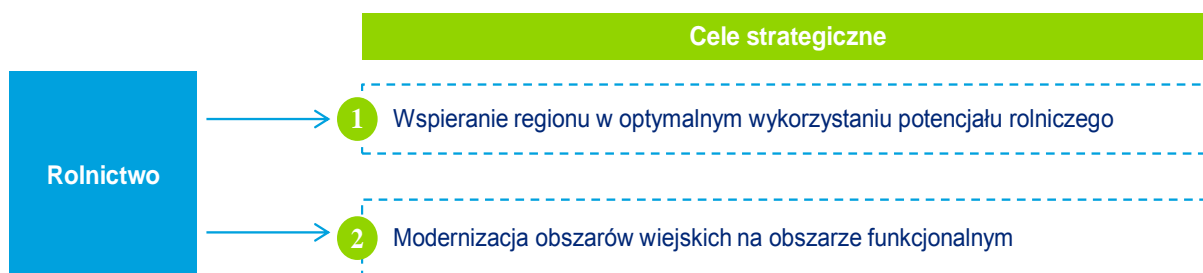 Cele strategiczne
1 Wspieranie regionu w optymalnym wykorzystaniu potencjału rolniczego
Rolnictwo
2 Modernizacja obszarów wiejskich na obszarze funkcjonalnym